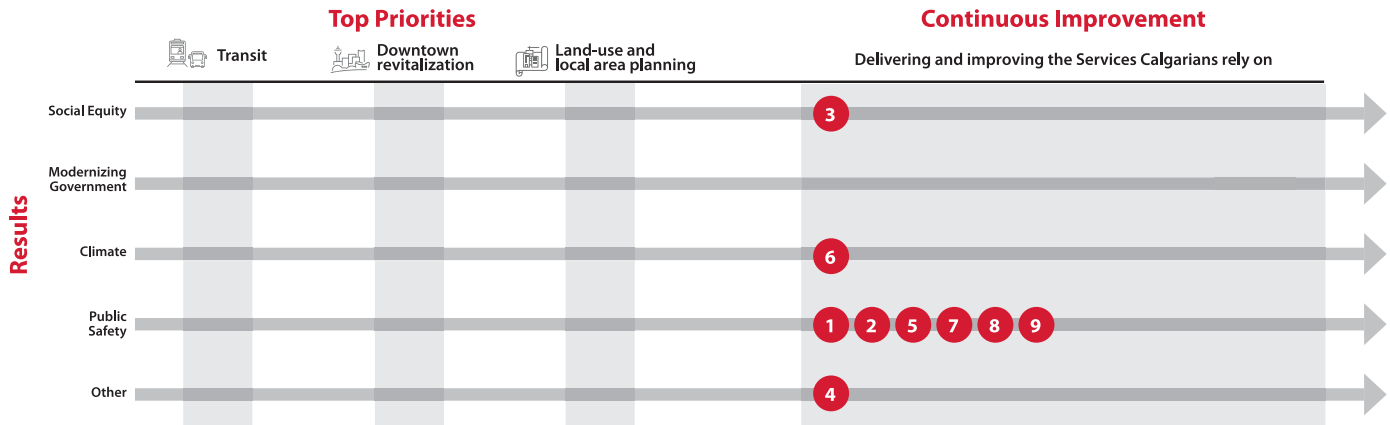 Top Priorities
Continuous Improvement
Transit
Downtown
revitalization
Land-use and
local area planning
Delivering and improving the Services Calgarians rely on
Results
Social Equity
3
Modernizing
Government
Climate
6
Public
Safety
1 2 5 7 8 9
Other
4